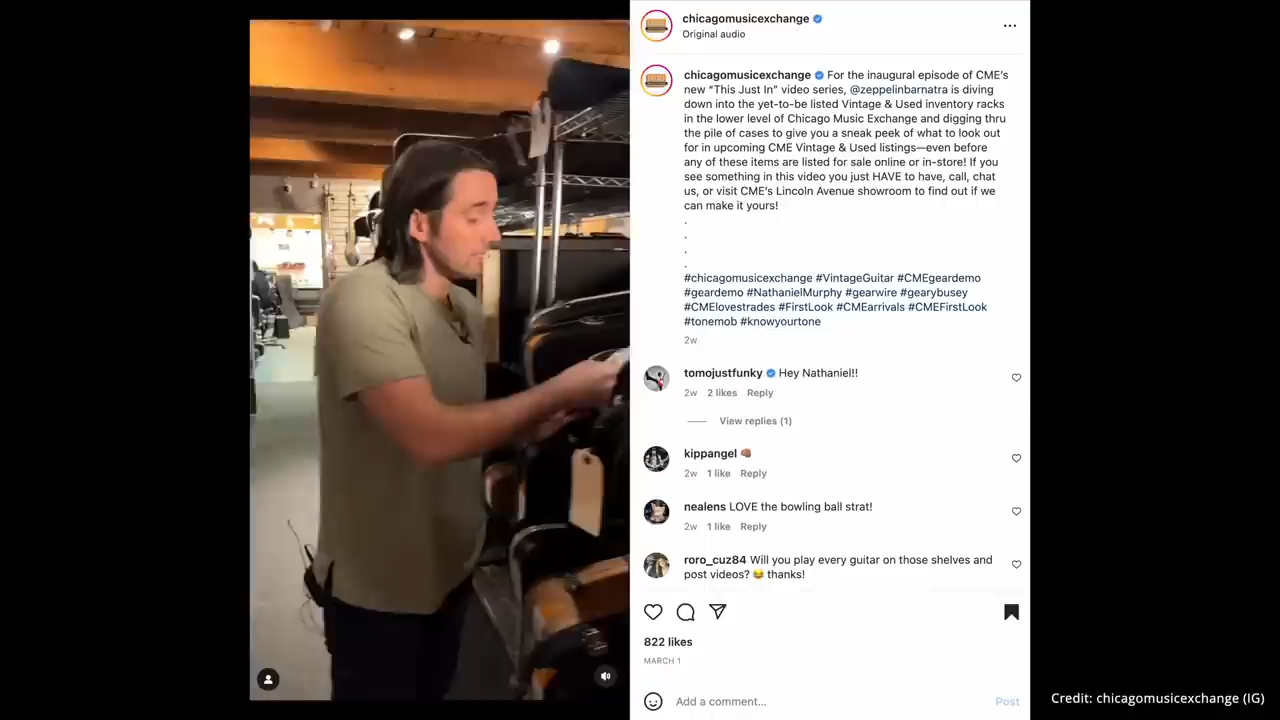 chicagomusicexchange
Original audio
chicagomusicexchange For the inaugural episode of CME's
new “This Just In” video series, @zeppelinbarnatra is diving
down into the yet-to-be listed Vintage & Used inventory racks
in the lower level of Chicago Music Exchange and digging thru
the pile of cases to give you a sneak peek of what to look out
for in upcoming CME Vintage & Used listings—even before
any of these items are listed for sale online or in-store! If you
see something in this video you just HAVE to have, call, chat
us, or visit CME's Lincoln Avenue showroom to find out if we
can make it yours!
.
.
.
.
#chicagomusicexchange #VintageGuitar #CMEgeardemo
#geardemo #NathanielMurphy #gearwire #gearybusey
#CMElovestrades #FirstLook #CMEarrivals #CMEFirstLook
#tonemob #knowyourtone
2w
tomojustfunky Hey Nathaniel!!
2w 2 likes Reply
View replies (1)
kippangel 👊🏽
2w 1 like Reply
nealens LOVE the bowling ball strat!
2w 1 like Reply
roro_cuz84 Will you play every guitar on those shelves and
post videos? 😂 thanks!
822 likes
MARCH 1
Add a comment... Post
Credit: chicagomusicexchange (IG)